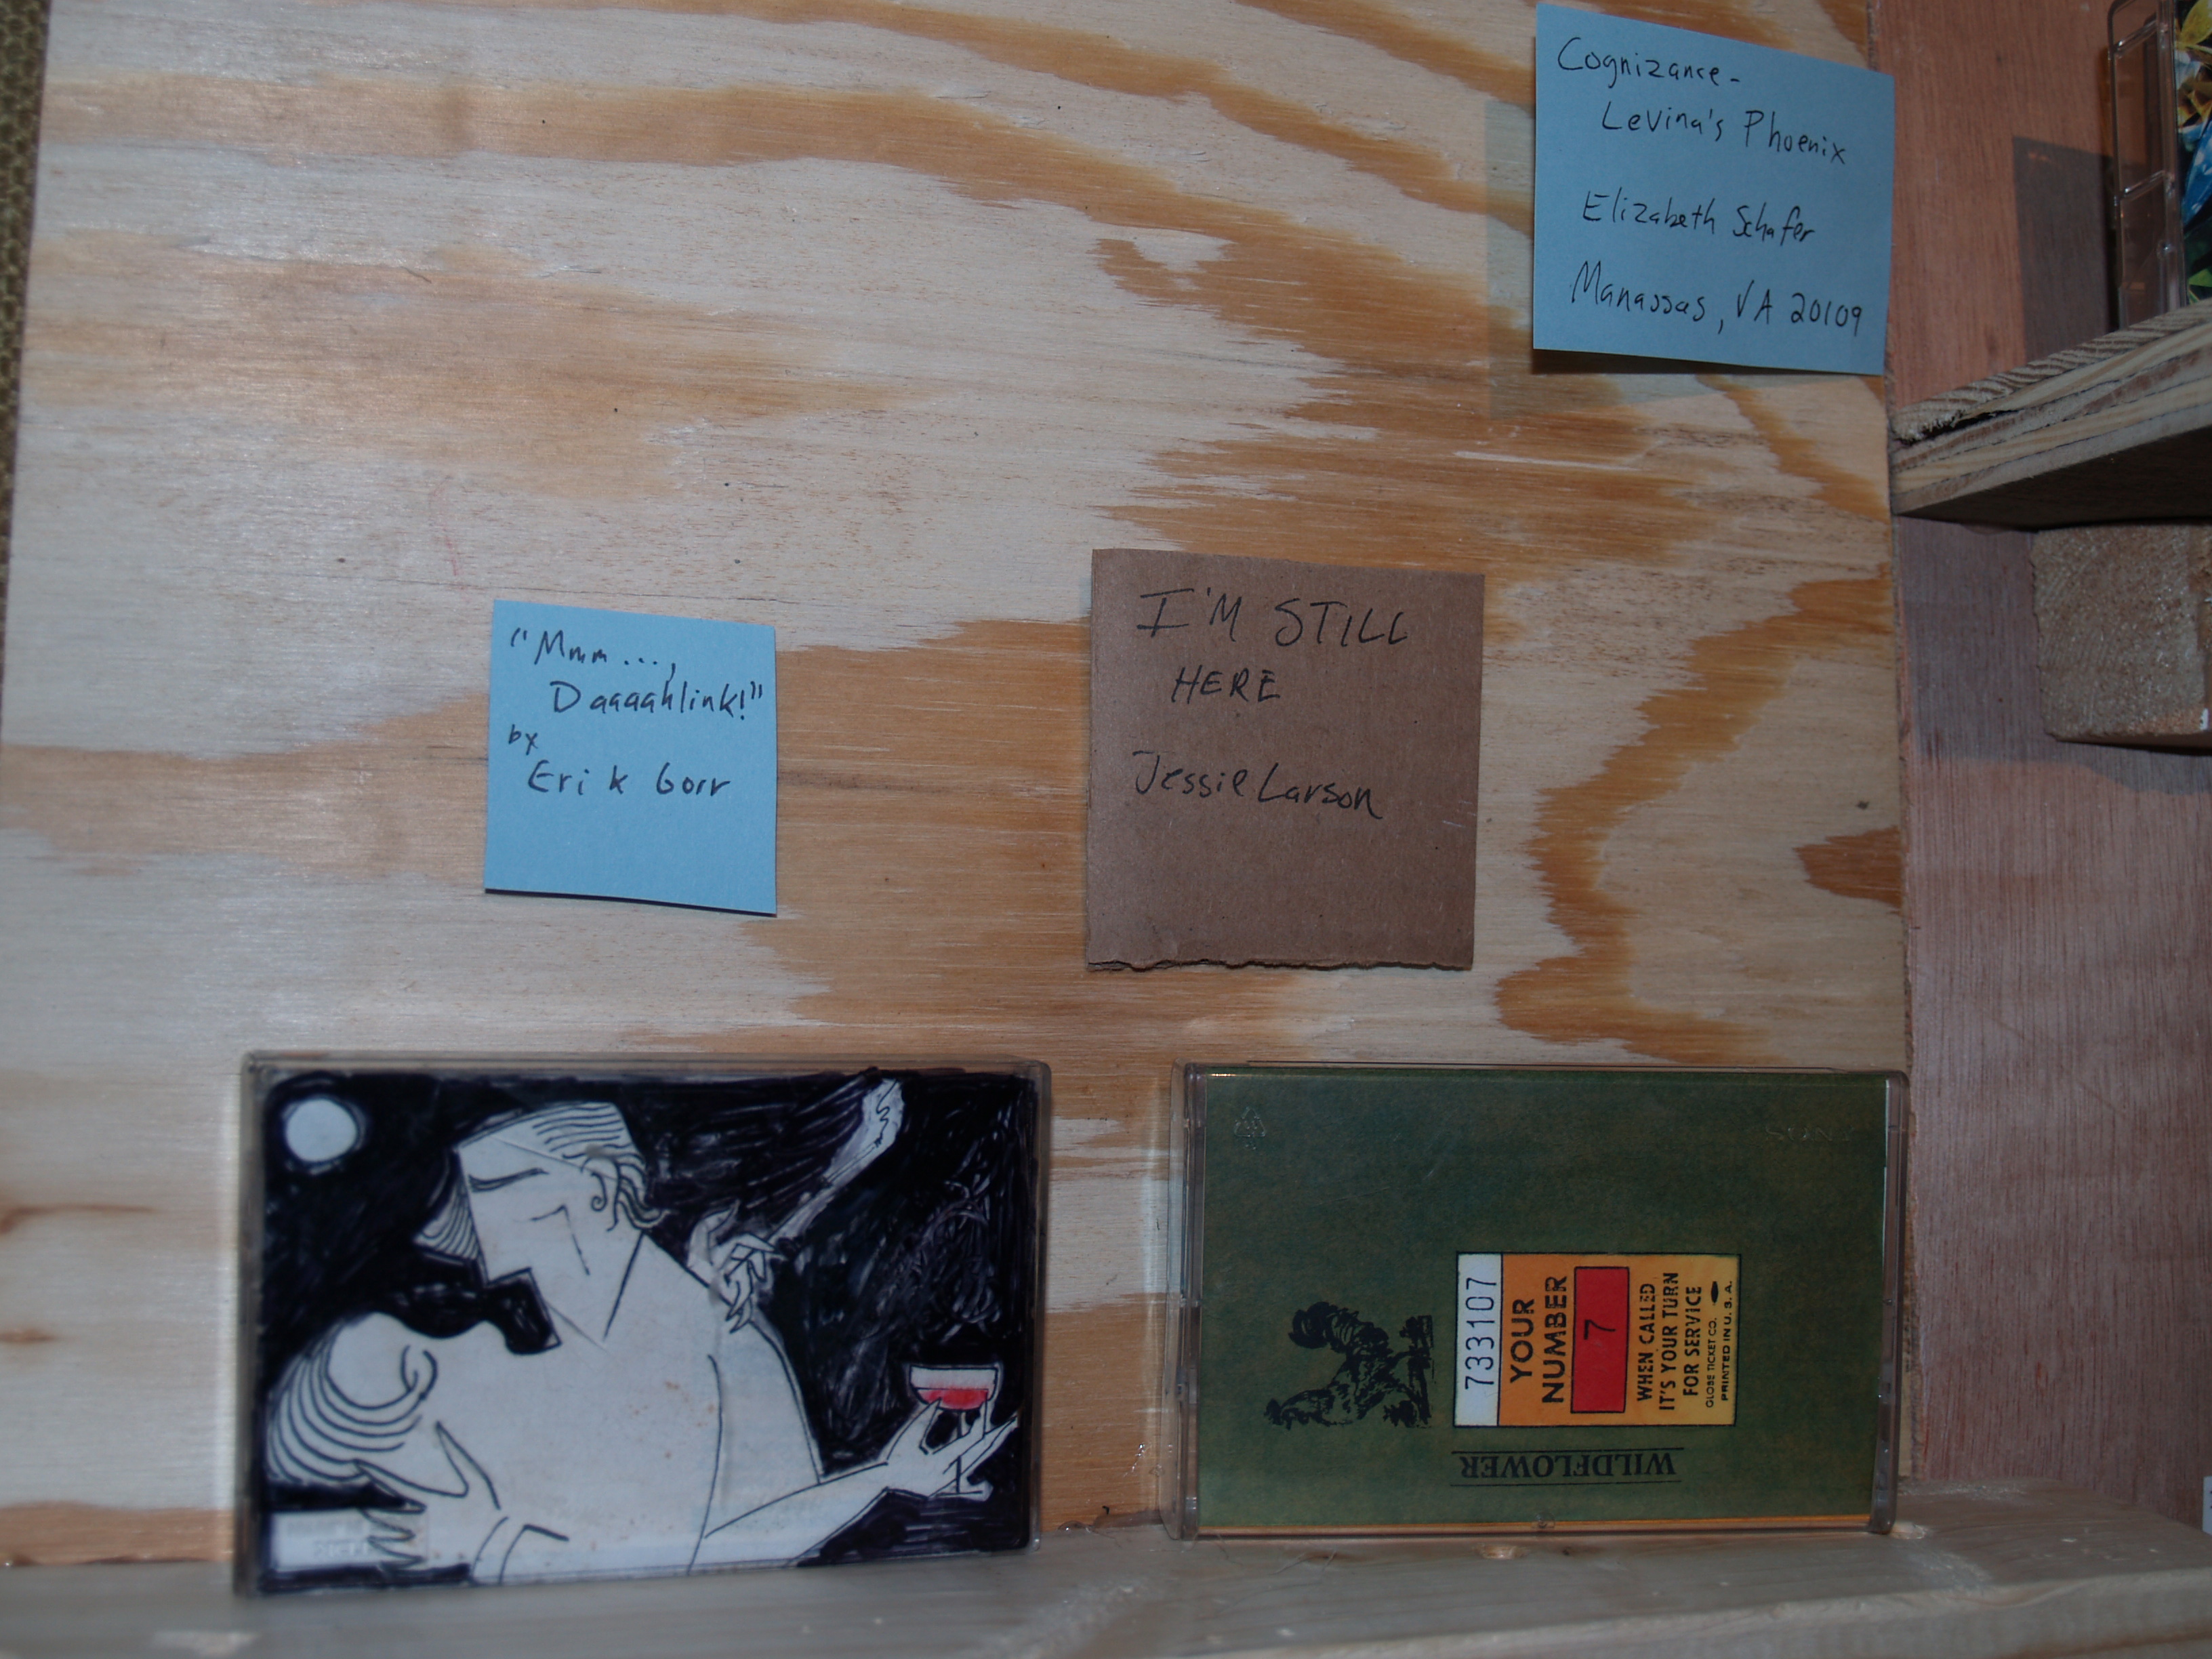 Cognizance-
LeVina's Phoenix
Elizabeth Schafer
Manassas, VA 20109
"Mmm...,
Daaaahlink!"
by
Erik Gorr
I'M STILL
HERE
Jessie Larson
733107
YOUR
NUMBER
7
WHEN CALLED
IT'S YOUR TURN
FOR SERVICE
GLOBE TICKET CO.
PRINTED IN U.S.A.
WILDFLOWER
SONY